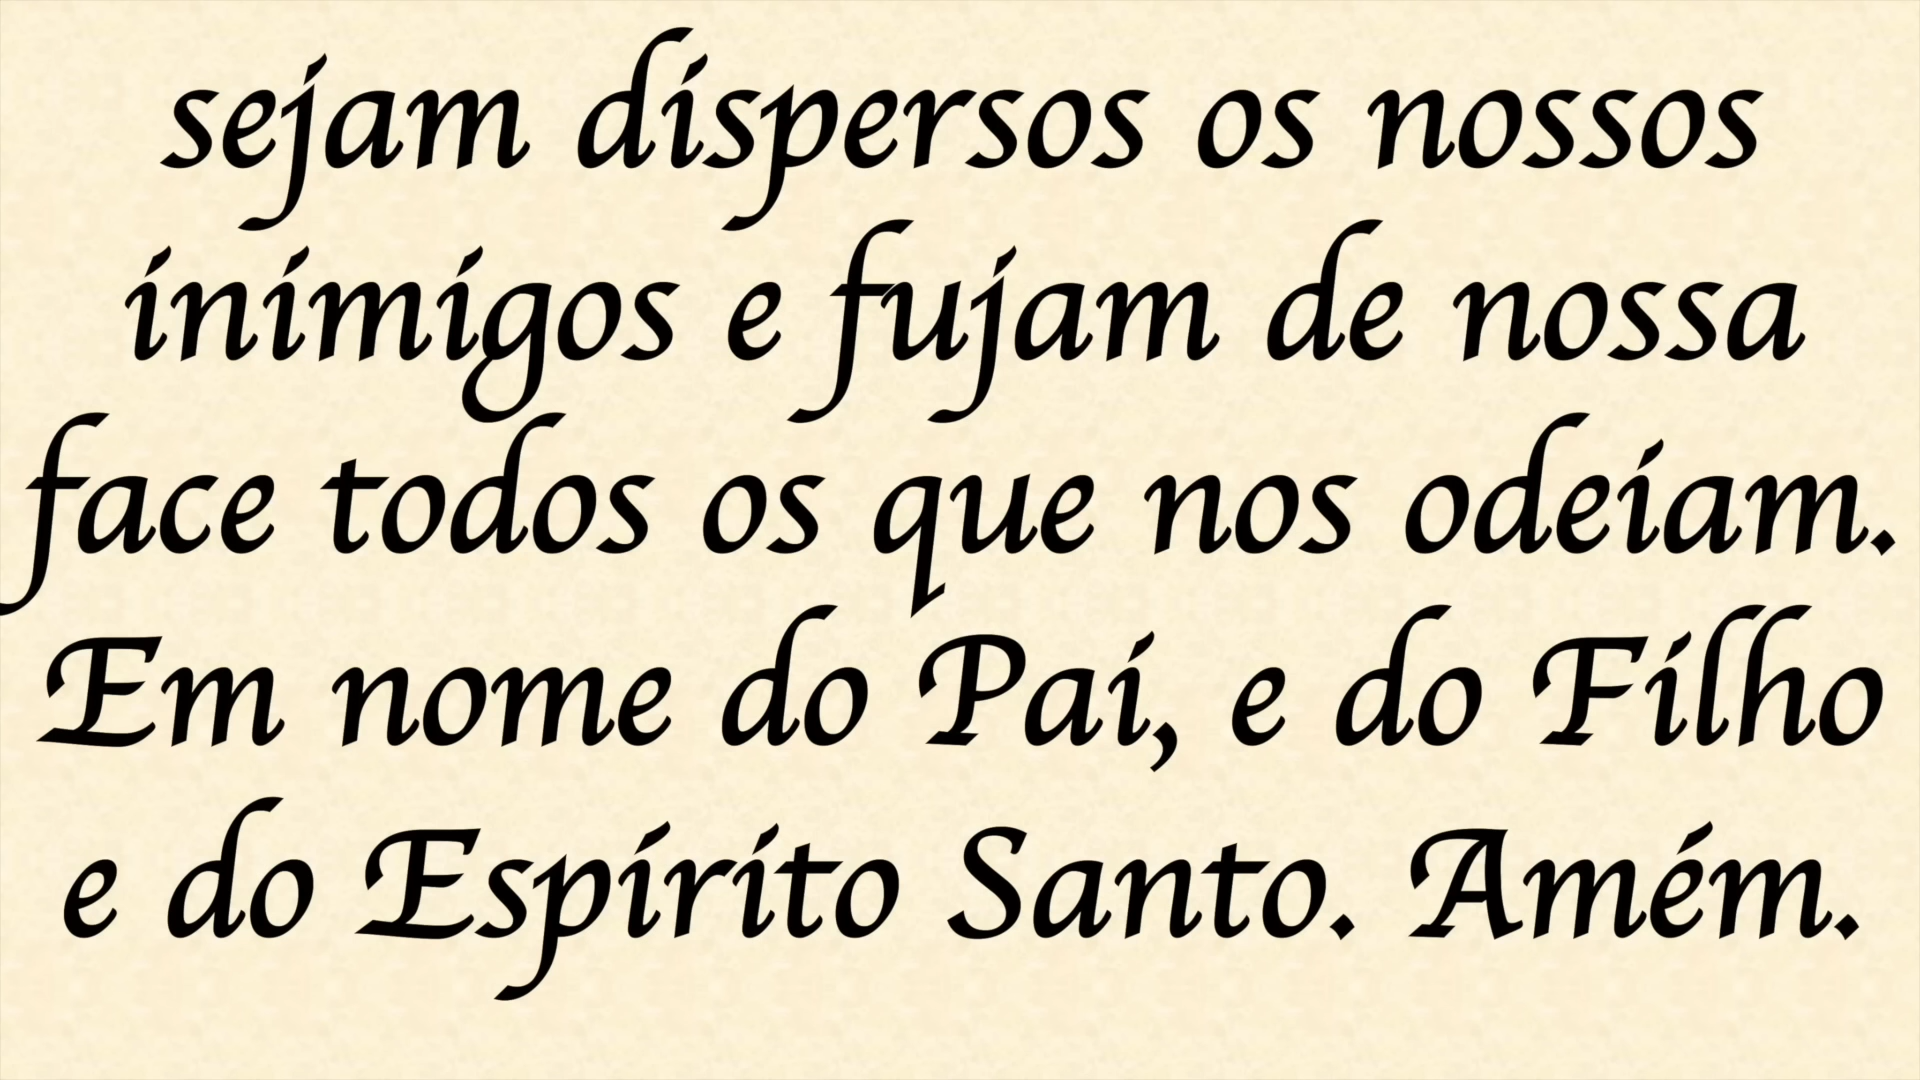 sejam dispersos os nossos
inimigos e fujam de nossa
face todos os que nos odeiam.
Em nome do Pai, e do Filho
e do Espírito Santo. Amém.